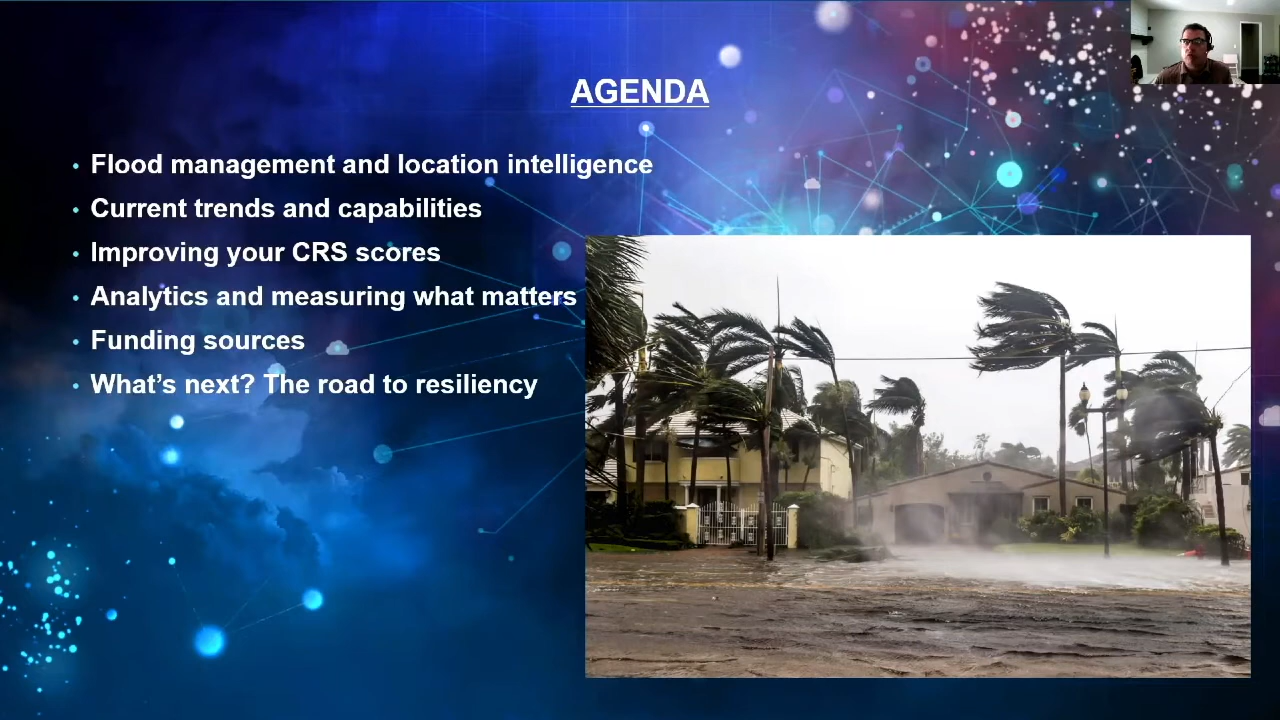 AGENDA
Flood management and location intelligence
Current trends and capabilities
Improving your CRS scores
Analytics and measuring what matters
Funding sources
What’s next? The road to resiliency